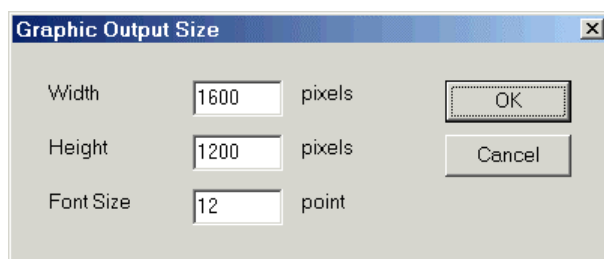 Graphic Output Size
Width 1600 pixels OK
Height 1200 pixels Cancel
Font Size 12 point